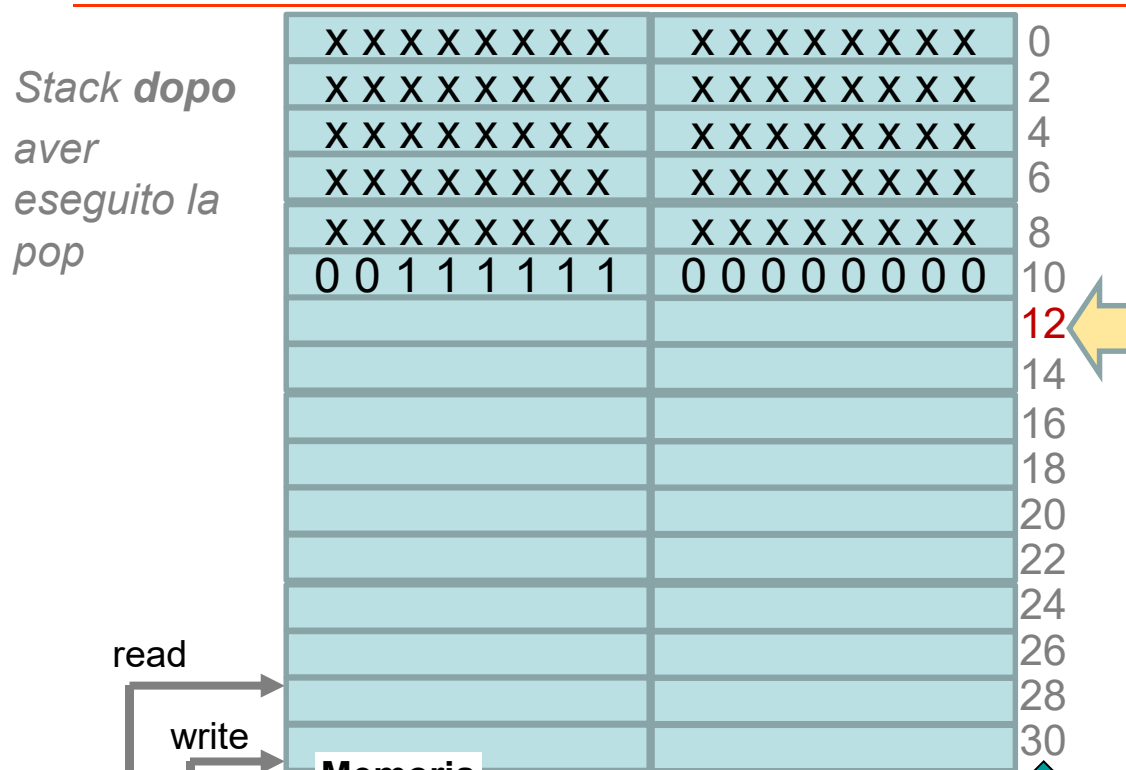 Stack dopo
aver
eseguito la
pop
x x x x x x x x x x x x x x x x 0
x x x x x x x x x x x x x x x x 2
x x x x x x x x x x x x x x x x 4
x x x x x x x x x x x x x x x x 6
x x x x x x x x x x x x x x x x 8
0 0 1 1 1 1 1 1 0 0 0 0 0 0 0 0 10
12
14
16
18
20
22
24
26
28
30
read
write
Memoria